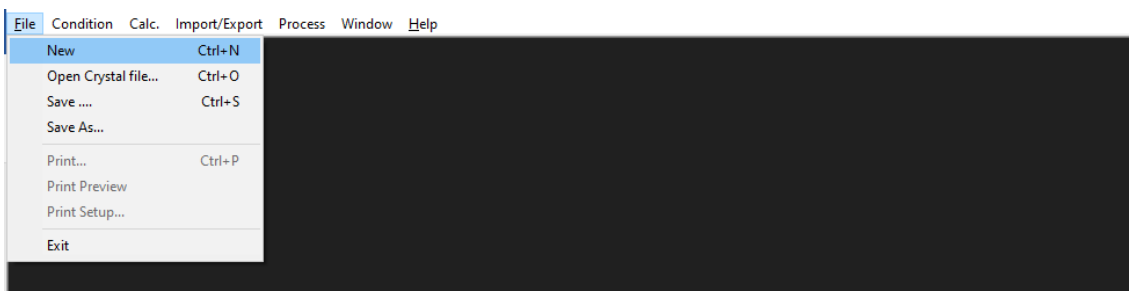 File Condition Calc. Import/Export Process Window Help
New Ctrl+N
Open Crystal file... Ctrl+O
Save .... Ctrl+S
Save As...
Print... Ctrl+P
Print Preview
Print Setup...
Exit